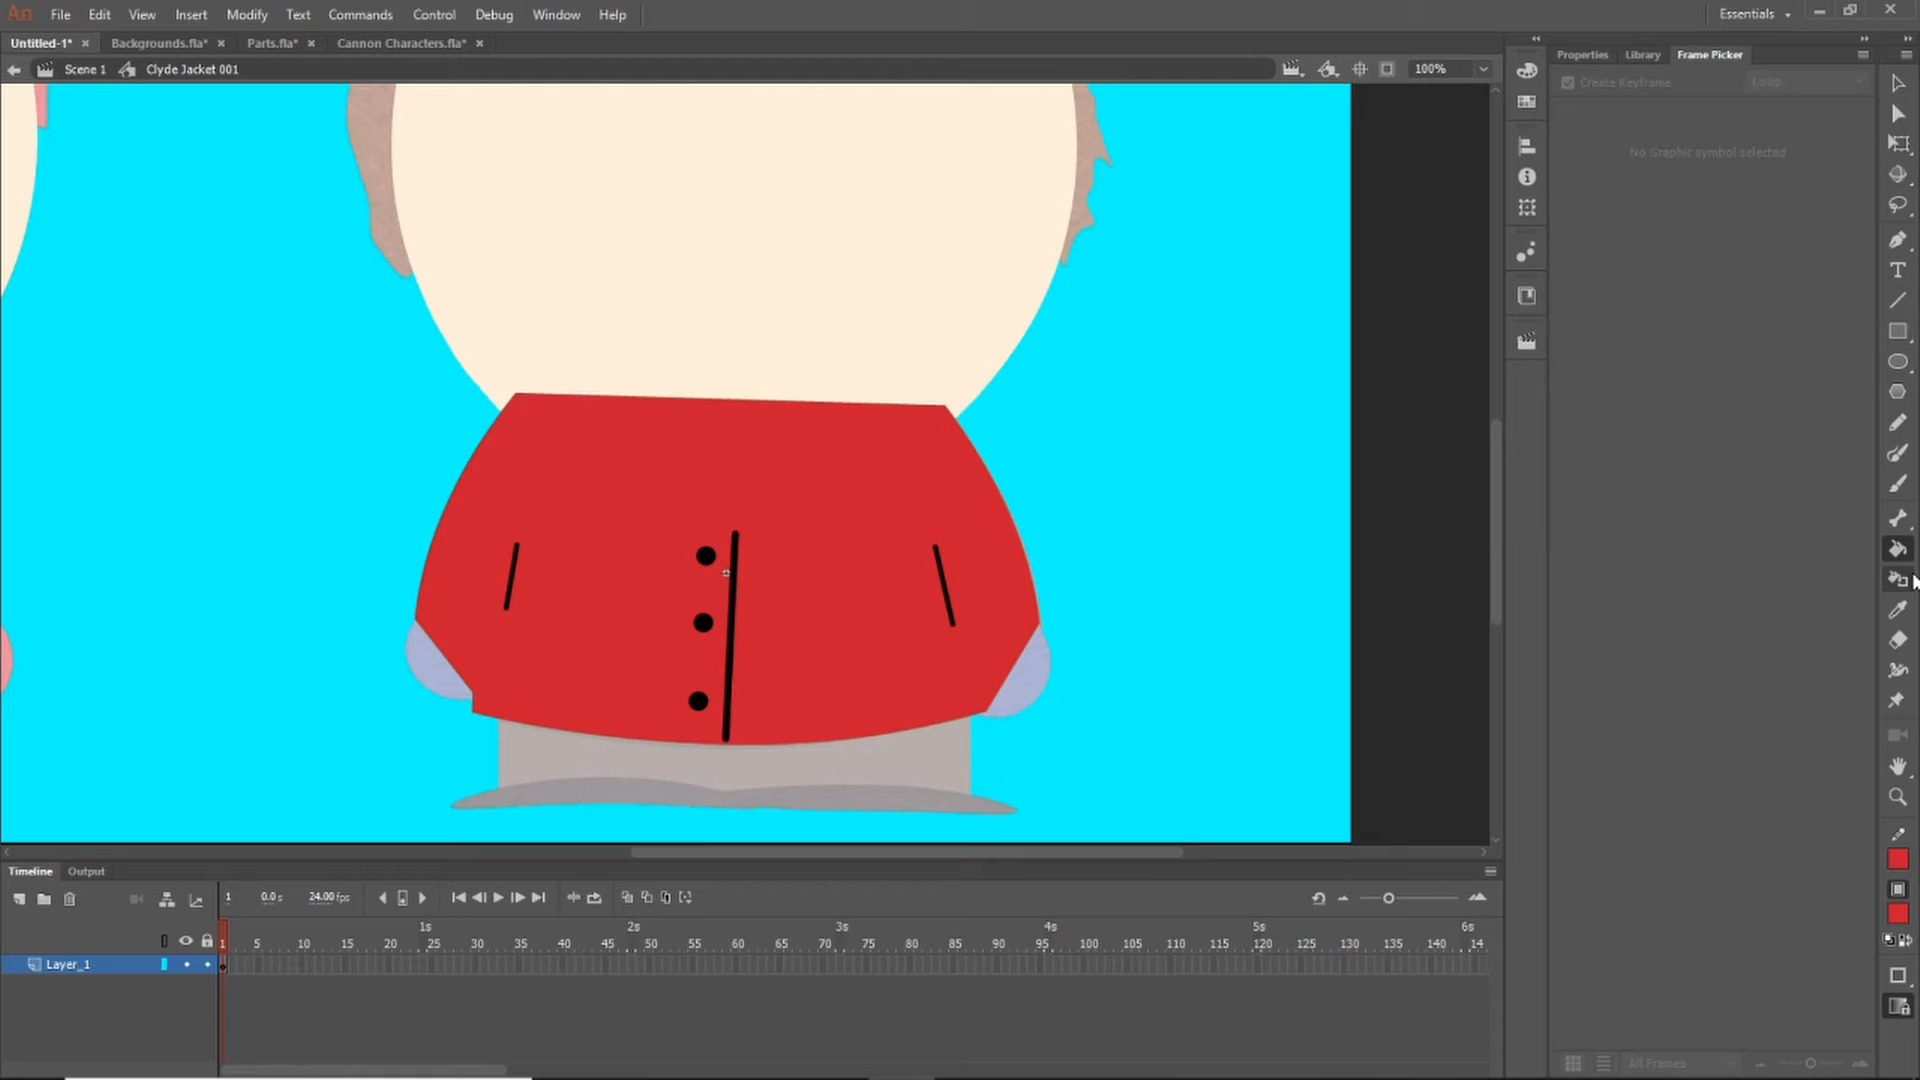 An File Edit View Insert Modify Text Commands Control Debug Window Help Essentials
Untitled-1* × Backgrounds.fla* × Parts.fla* × Cannon Characters.fla* ×
Scene 1 Clyde Jacket 001 100%
Properties Library Frame Picker
Create Keyframe Loop
No Graphic symbol selected
Timeline Output
1 0.0 s 24.00 fps
1s 2s 3s 4s 5s 6s
1 5 10 15 20 25 30 35 40 45 50 55 60 65 70 75 80 85 90 95 100 105 110 115 120 125 130 135 140 14
Layer_1
All Frames